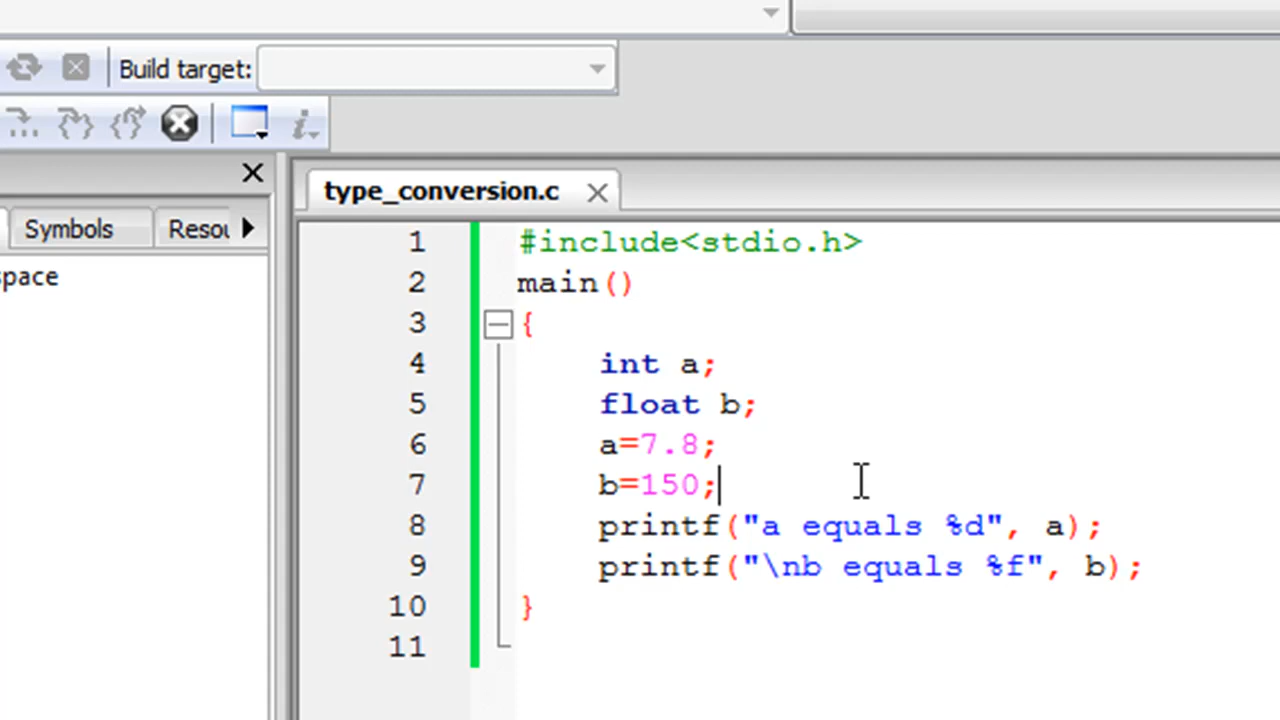 Build target:
Symbols
Resou
space
type_conversion.c
1 #include<stdio.h>
2 main()
3 {
4 int a;
5 float b;
6 a=7.8;
7 b=150;
8 printf("a equals %d", a);
9 printf("\nb equals %f", b);
10 }
11